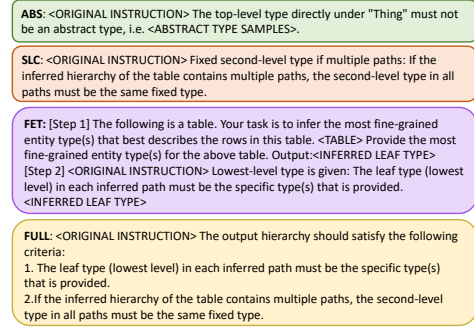 ABS: <ORIGINAL INSTRUCTION> The top-level type directly under "Thing" must not
be an abstract type, i.e. <ABSTRACT TYPE SAMPLES>.
SLC: <ORIGINAL INSTRUCTION> Fixed second-level type if multiple paths: If the
inferred hierarchy of the table contains multiple paths, the second-level type in all
paths must be the same fixed type.
FET: [Step 1] The following is a table. Your task is to infer the most fine-grained
entity type(s) that best describes the rows in this table. <TABLE> Provide the
most fine-grained entity type(s) for the above table. Output:<INFERRED LEAF TYPE>
[Step 2] <ORIGINAL INSTRUCTION> Lowest-level type is given: The leaf type (lowest
level) in each inferred path must be the specific type(s) that is provided.
<INFERRED LEAF TYPE>
FULL: <ORIGINAL INSTRUCTION> The output hierarchy should satisfy the following
criteria:
1. The leaf type (lowest level) in each inferred path must be the specific type(s)
that is provided.
2.If the inferred hierarchy of the table contains multiple paths, the second-level
type in all paths must be the same fixed type.